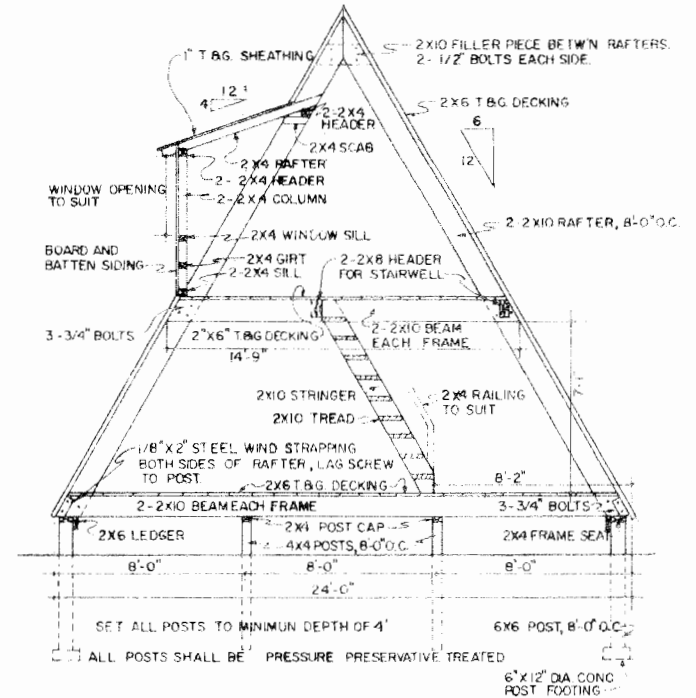 1" T.&G. SHEATHING
2X10 FILLER PIECE BETW'N RAFTERS.
2- 1/2" BOLTS EACH SIDE.
12
4
2-2X4
HEADER
2X6 T&G DECKING
6
12
2X4 SCAB
2X4 RAFTER
2-2X4 HEADER
WINDOW OPENING
TO SUIT
2-2X4 COLUMN
2-2X10 RAFTER, 8'-0" O.C.
2X4 WINDOW SILL
BOARD AND
BATTEN SIDING
2X4 GIRT
2-2X8 HEADER
FOR STAIRWELL
2-2X4 SILL
3-3/4" BOLTS
2"X6" T&G DECKING
2-2X10 BEAM
EACH FRAME
14'-9"
2X10 STRINGER
2X4 RAILING
TO SUIT
2X10 TREAD
1/8"X2" STEEL WIND STRAPPING
BOTH SIDES OF RAFTER, LAG SCREW
TO POST.
8'-2"
2X6 T.&G. DECKING
2-2X10 BEAM EACH FRAME
3-3/4" BOLTS
2X6 LEDGER
2X4 POST CAP
2X4 FRAME SEAT
4X4 POSTS, 8'-0" O.C.
8'-0"
8'-0"
8'-0"
24'-0"
SET ALL POSTS TO MINIMUN DEPTH OF 4'
6X6 POST, 8'-0" O.C.
ALL POSTS SHALL BE PRESSURE PRESERVATIVE TREATED
6"X12" DIA. CONC
POST FOOTING